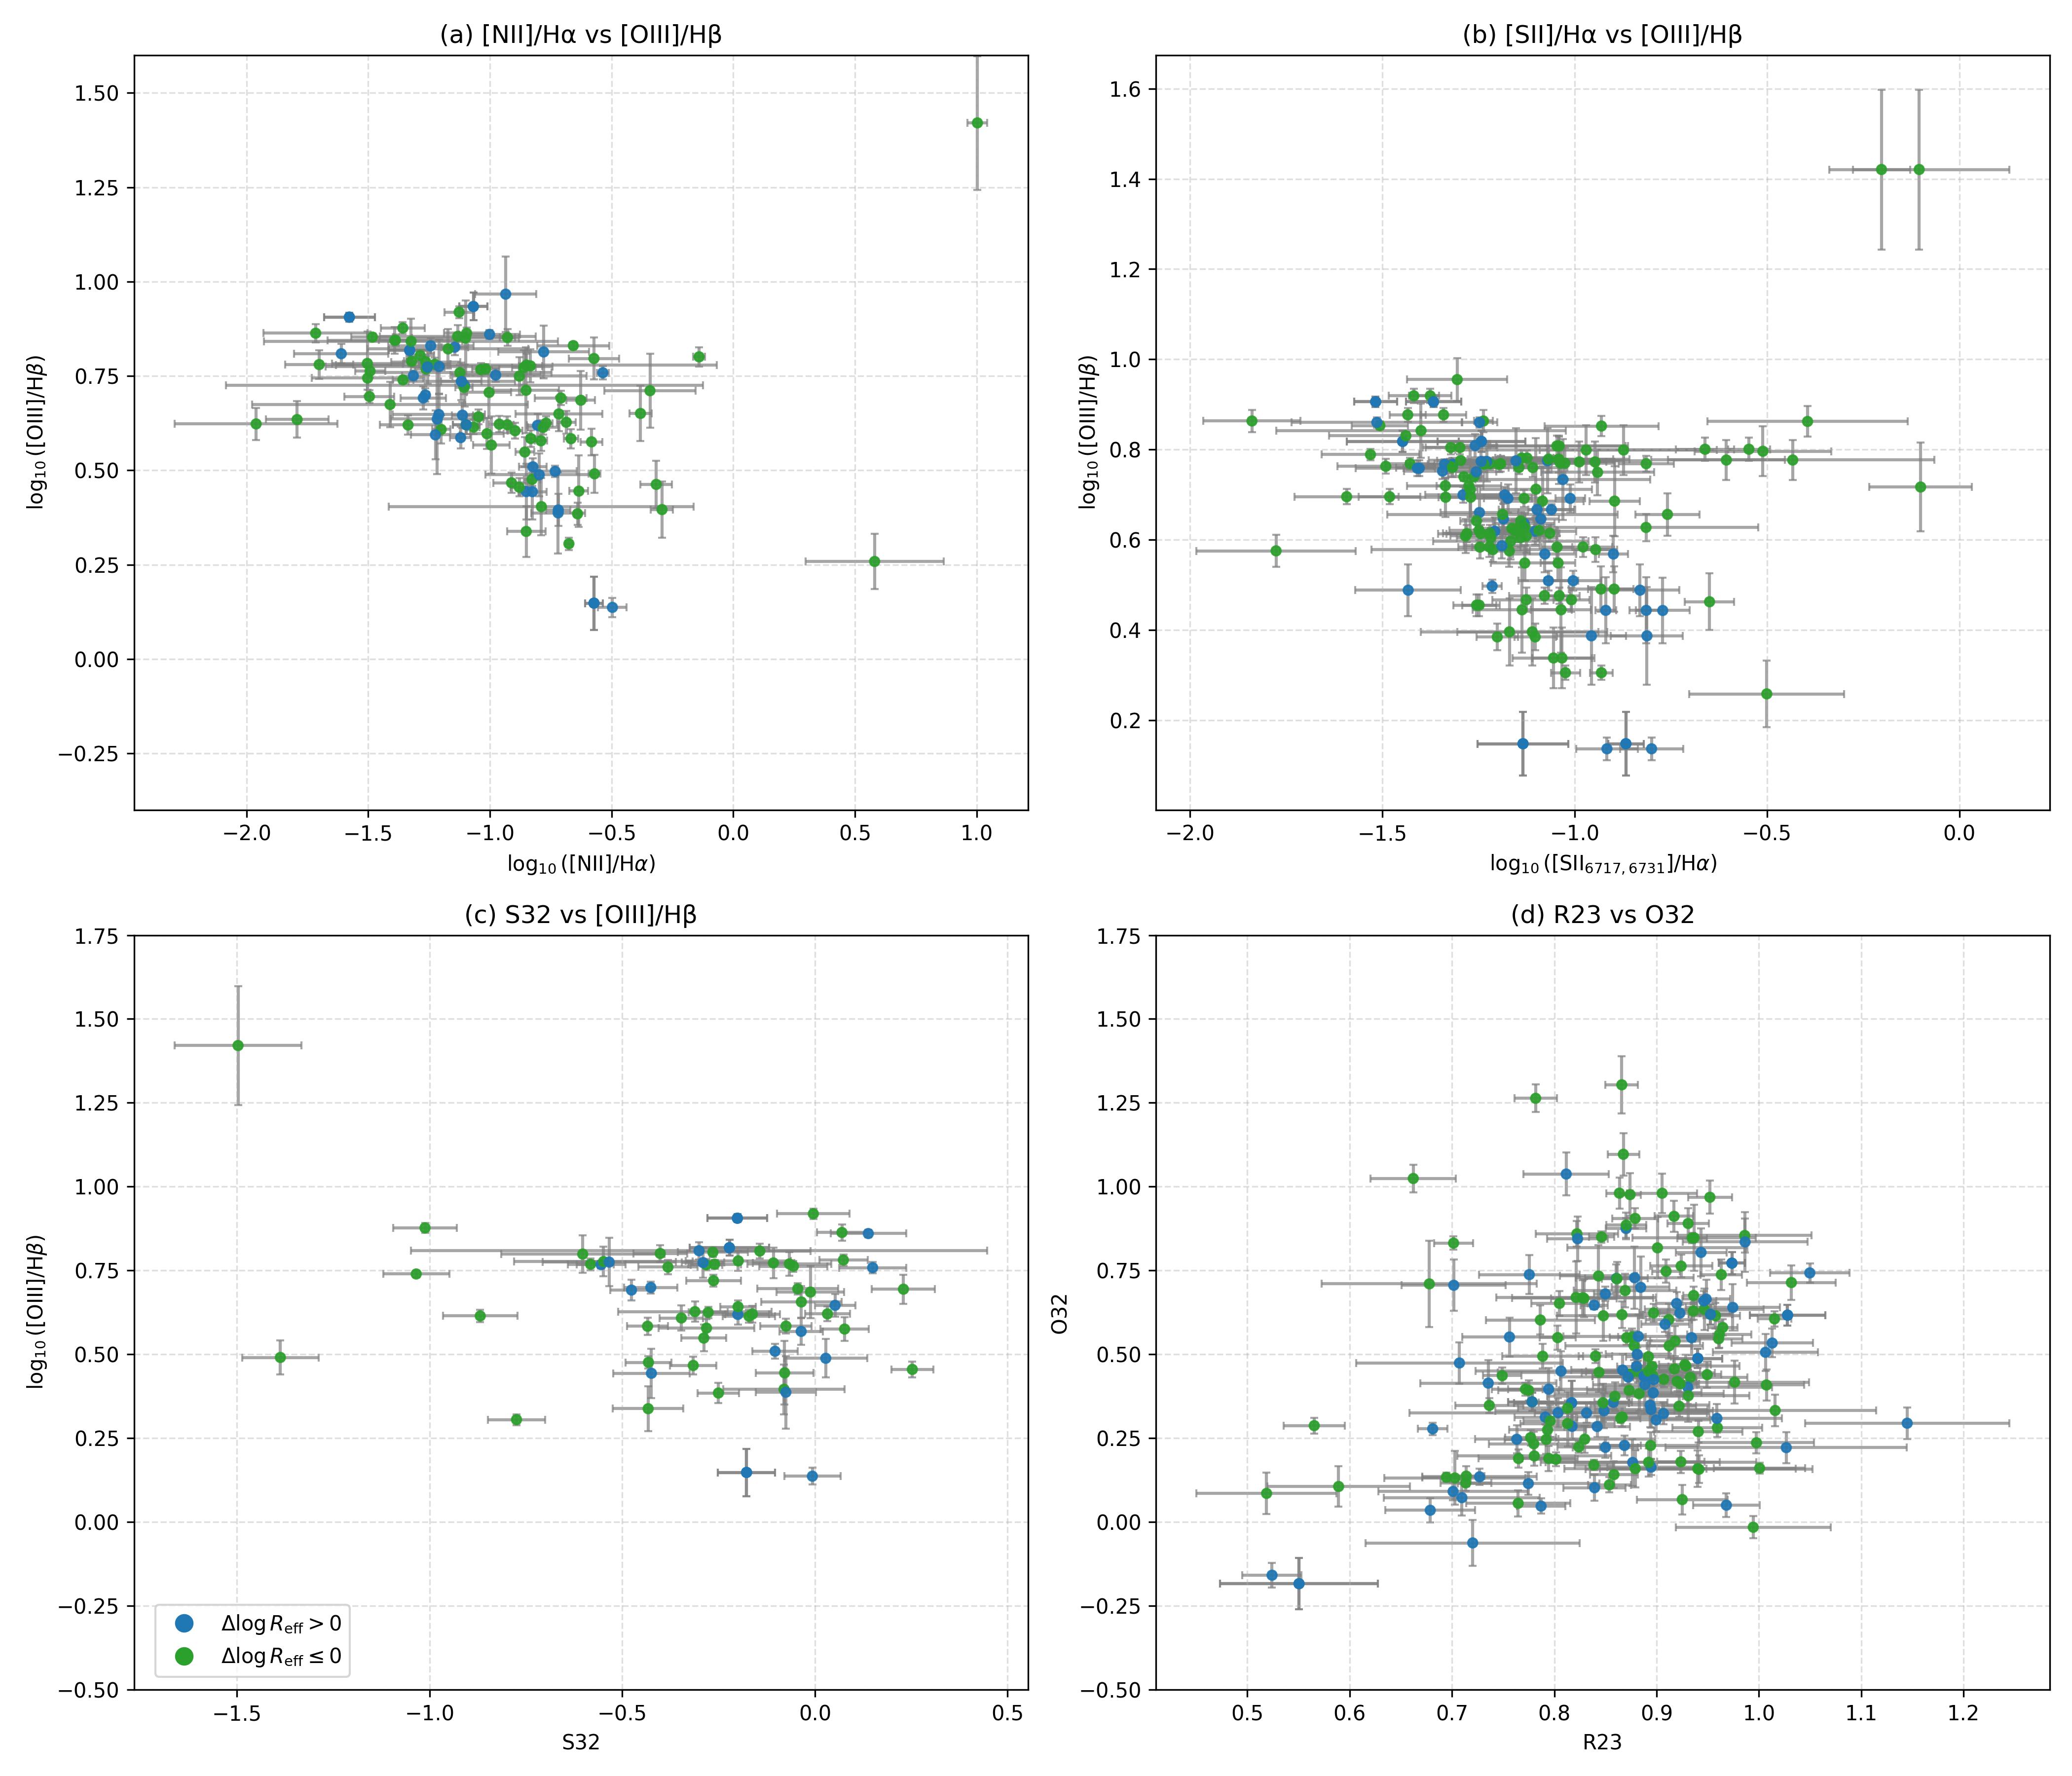 (a) [NII]/Hα vs [OIII]/Hβ
1.50
1.25
1.00
0.75
0.50
0.25
0.00
−0.25
log₁₀([OIII]/Hβ)
−2.0 −1.5 −1.0 −0.5 0.0 0.5 1.0
log₁₀([NII]/Hα)
(b) [SII]/Hα vs [OIII]/Hβ
1.6
1.4
1.2
1.0
0.8
0.6
0.4
0.2
log₁₀([OIII]/Hβ)
−2.0 −1.5 −1.0 −0.5 0.0
log₁₀([SII₆₇₁₇,₆₇₃₁]/Hα)
(c) S32 vs [OIII]/Hβ
1.75
1.50
1.25
1.00
0.75
0.50
0.25
0.00
−0.25
−0.50
log₁₀([OIII]/Hβ)
Δlog R_eff > 0
Δlog R_eff ≤ 0
−1.5 −1.0 −0.5 0.0 0.5
S32
(d) R23 vs O32
1.75
1.50
1.25
1.00
0.75
0.50
0.25
0.00
−0.25
−0.50
O32
0.5 0.6 0.7 0.8 0.9 1.0 1.1 1.2
R23